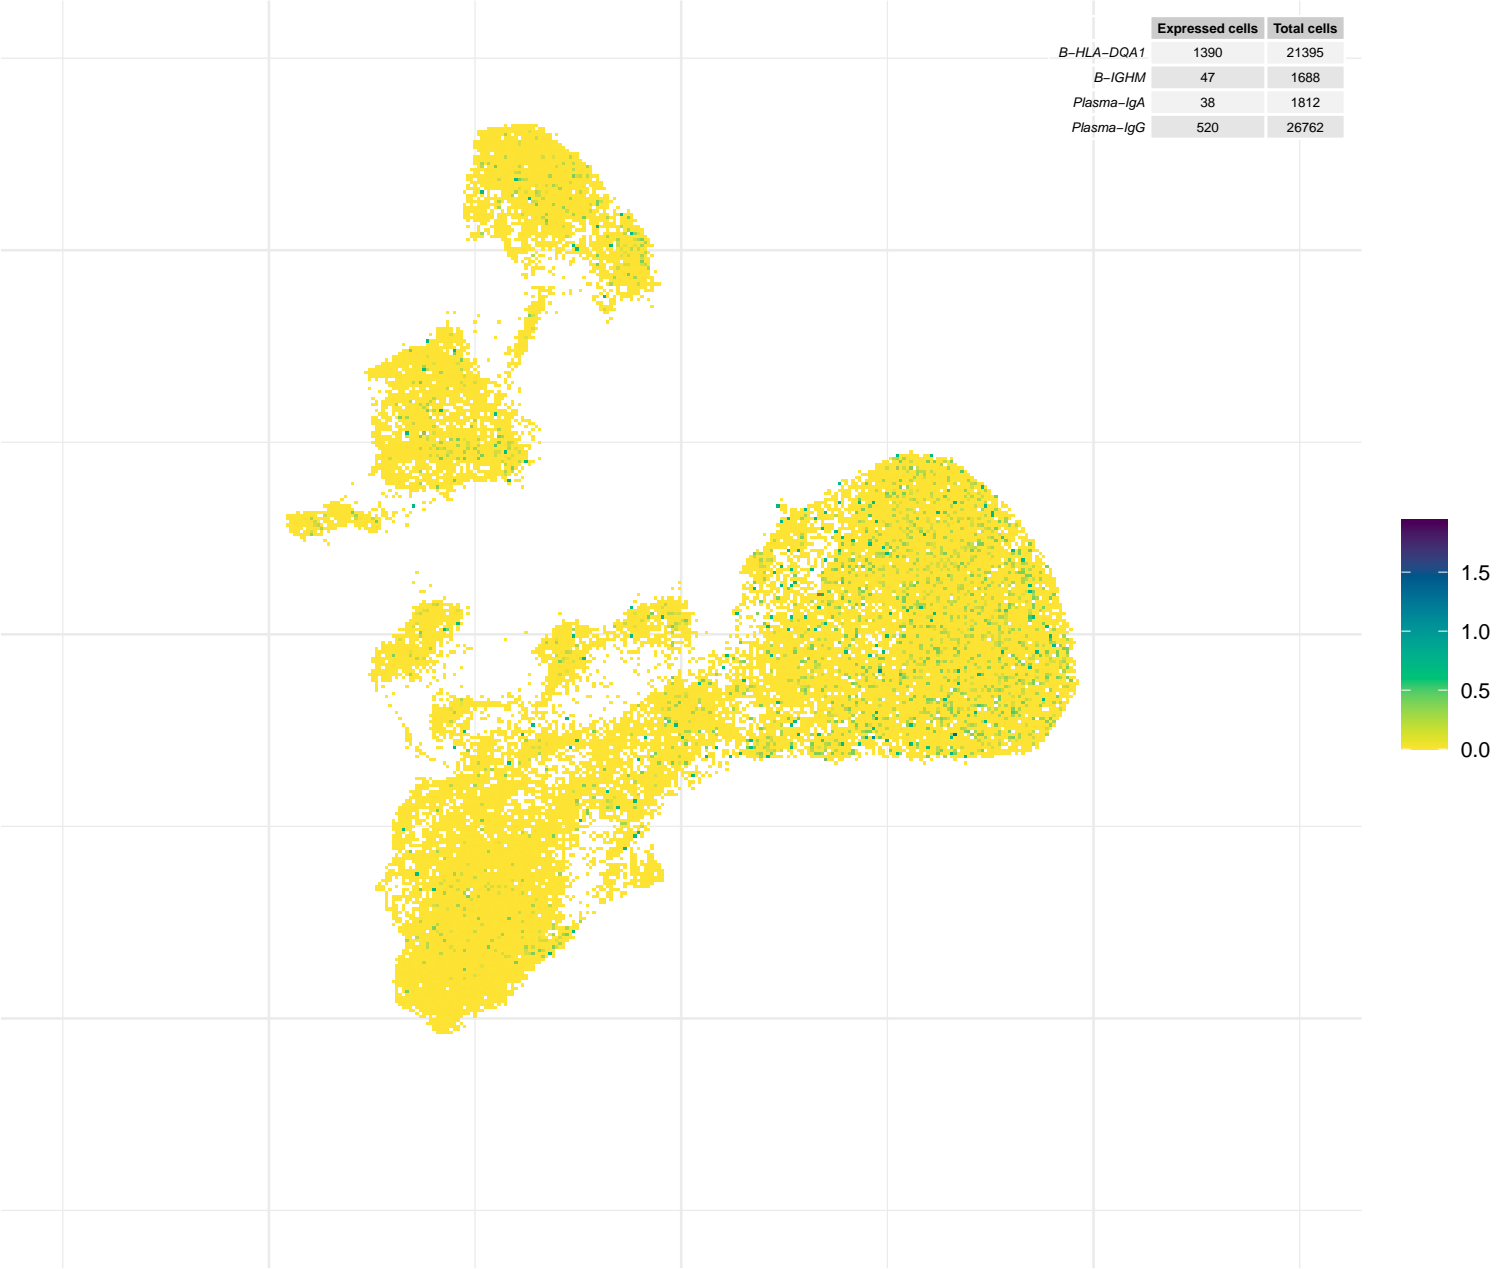 Expressed cells Total cells
B−HLA−DQA1 1390 21395
B−IGHM 47 1688
Plasma−IgA 38 1812
Plasma−IgG 520 26762
1.5
1.0
0.5
0.0